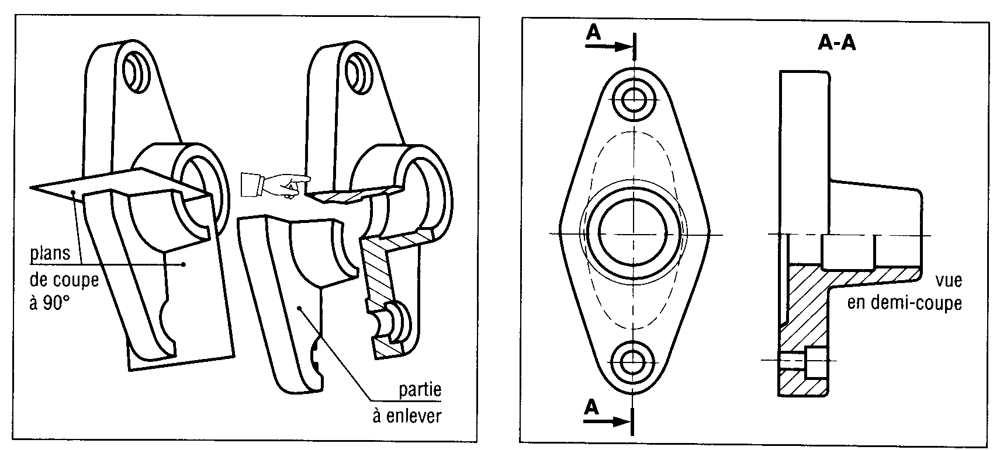 plans
de coupe
à 90°
partie
à enlever
A
A-A
vue
en demi-coupe
A